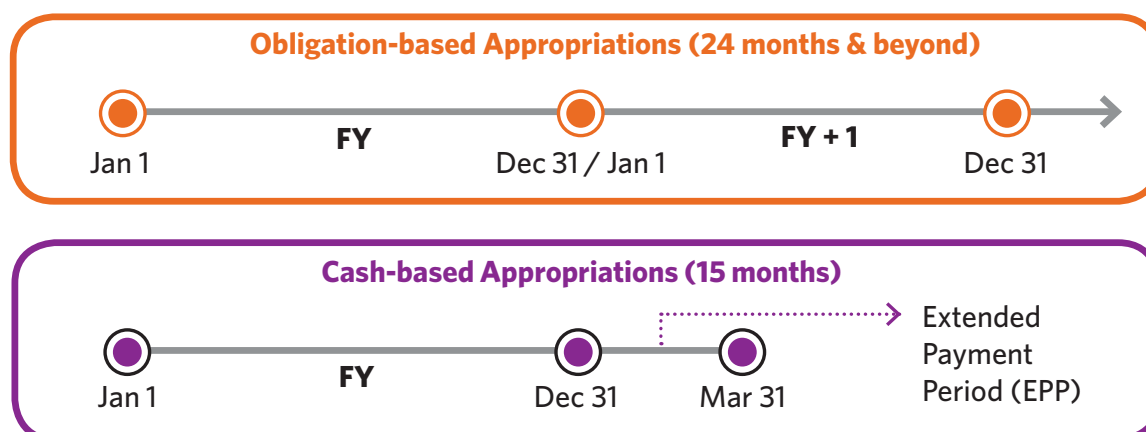 Obligation-based Appropriations (24 months & beyond)
FY
FY + 1
Jan 1
Dec 31 / Jan 1
Dec 31
Cash-based Appropriations (15 months)
Extended
Payment
Period (EPP)
FY
Jan 1
Dec 31
Mar 31